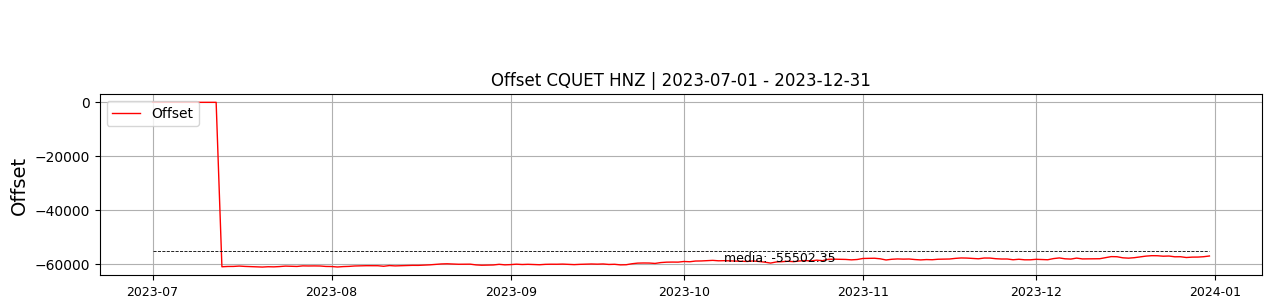 Offset CQUET HNZ | 2023-07-01 - 2023-12-31
Offset
Offset
0
−20000
−40000
−60000
media: -55502.35
2023-07
2023-08
2023-09
2023-10
2023-11
2023-12
2024-01